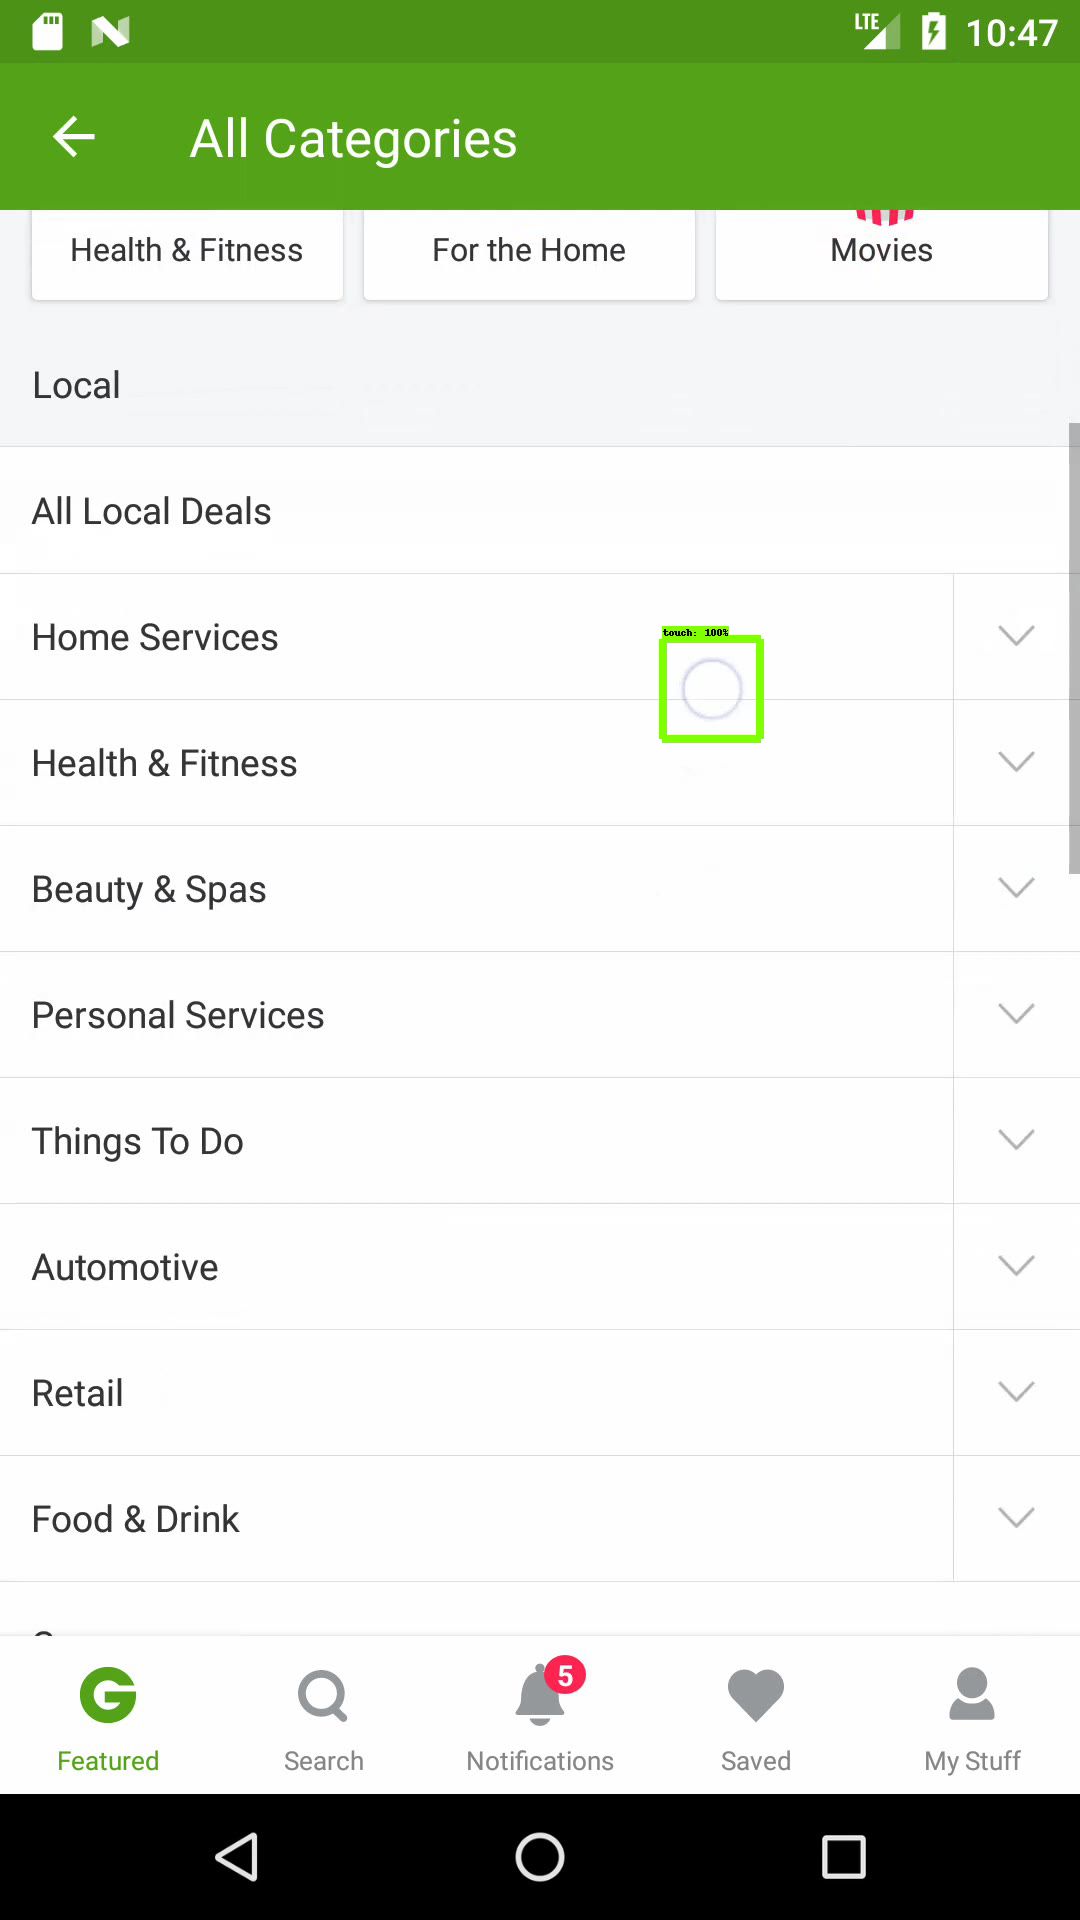 LTE 10:47
All Categories
Health & Fitness
For the Home
Movies
Local
All Local Deals
Home Services
touch: 100%
Health & Fitness
Beauty & Spas
Personal Services
Things To Do
Automotive
Retail
Food & Drink
5
Featured
Search
Notifications
Saved
My Stuff